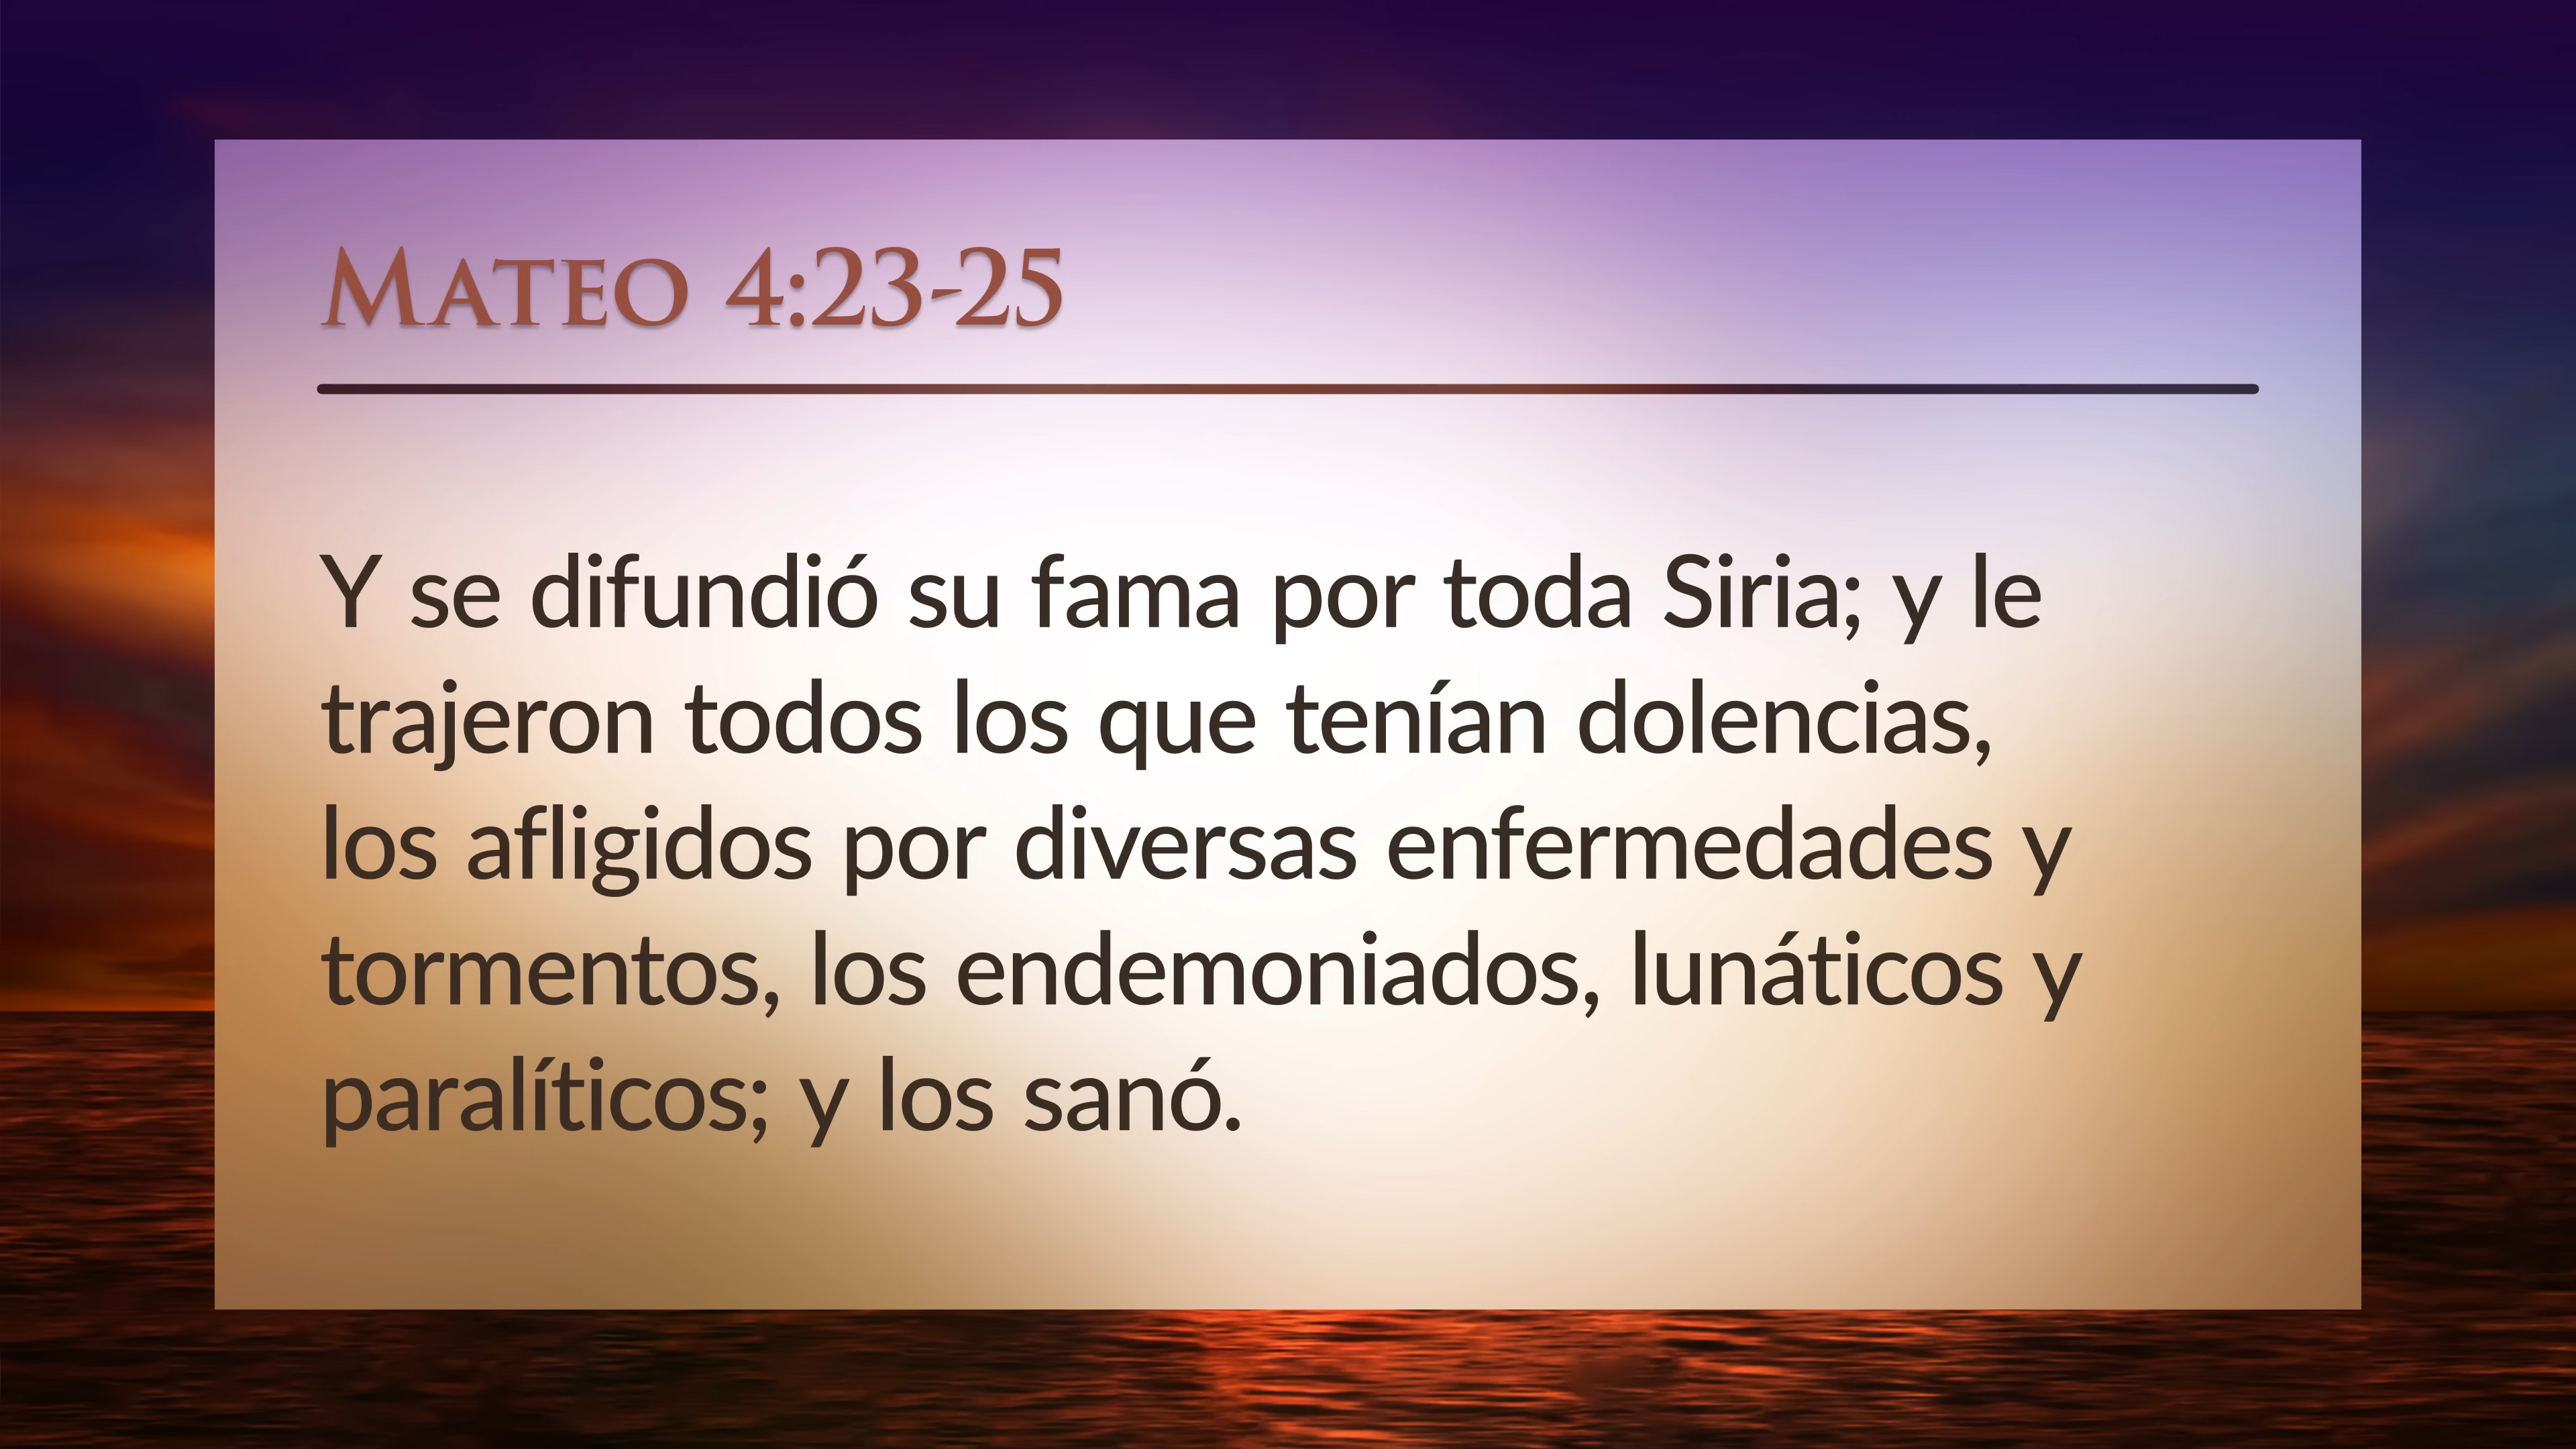 Mateo 4:23-25
Y se difundió su fama por toda Siria; y le
trajeron todos los que tenían dolencias,
los afligidos por diversas enfermedades y
tormentos, los endemoniados, lunáticos y
paralíticos; y los sanó.